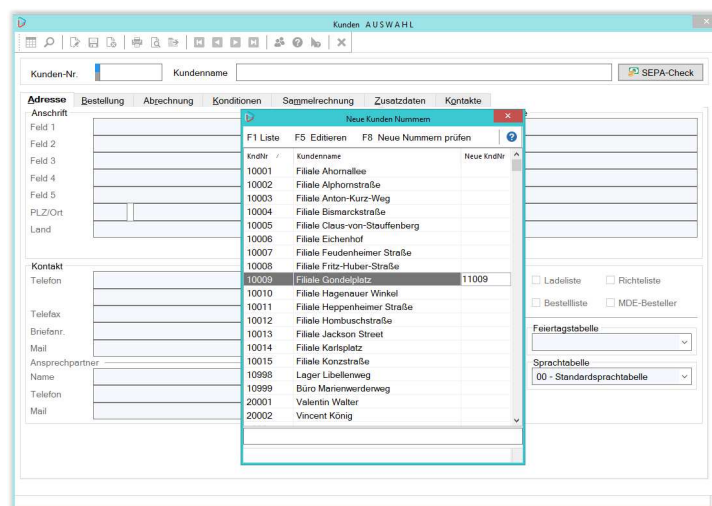 Kunden AUSWAHL
Kunden-Nr. Kundenname SEPA-Check
Adresse Bestellung Abrechnung Konditionen Sammelrechnung Zusatzdaten Kontakte
Anschrift
Feld 1
Feld 2
Feld 3
Feld 4
Feld 5
PLZ/Ort
Land
Kontakt
Telefon
Telefax
Briefanr.
Mail
Ansprechpartner
Name
Telefon
Mail
Neue Kunden Nummern
F1 Liste F5 Editieren F8 Neue Nummern prüfen
KndNr Kundenname Neue KndNr
10001 Filiale Ahornallee
10002 Filiale Alphornstraße
10003 Filiale Anton-Kurz-Weg
10004 Filiale Bismarckstraße
10005 Filiale Claus-von-Stauffenberg
10006 Filiale Eichenhof
10007 Filiale Feudenheimer Straße
10008 Filiale Fritz-Huber-Straße
10009 Filiale Gondelplatz 11009
10010 Filiale Hagenauer Winkel
10011 Filiale Heppenheimer Straße
10012 Filiale Hombuschstraße
10013 Filiale Jackson Street
10014 Filiale Karlsplatz
10015 Filiale Konzstraße
10998 Lager Libellenweg
10999 Büro Marienwerderweg
20001 Valentin Walter
20002 Vincent König
Ladeliste Richteliste
Bestellliste MDE-Besteller
Feiertagstabelle
Sprachtabelle
00 - Standardsprachtabelle